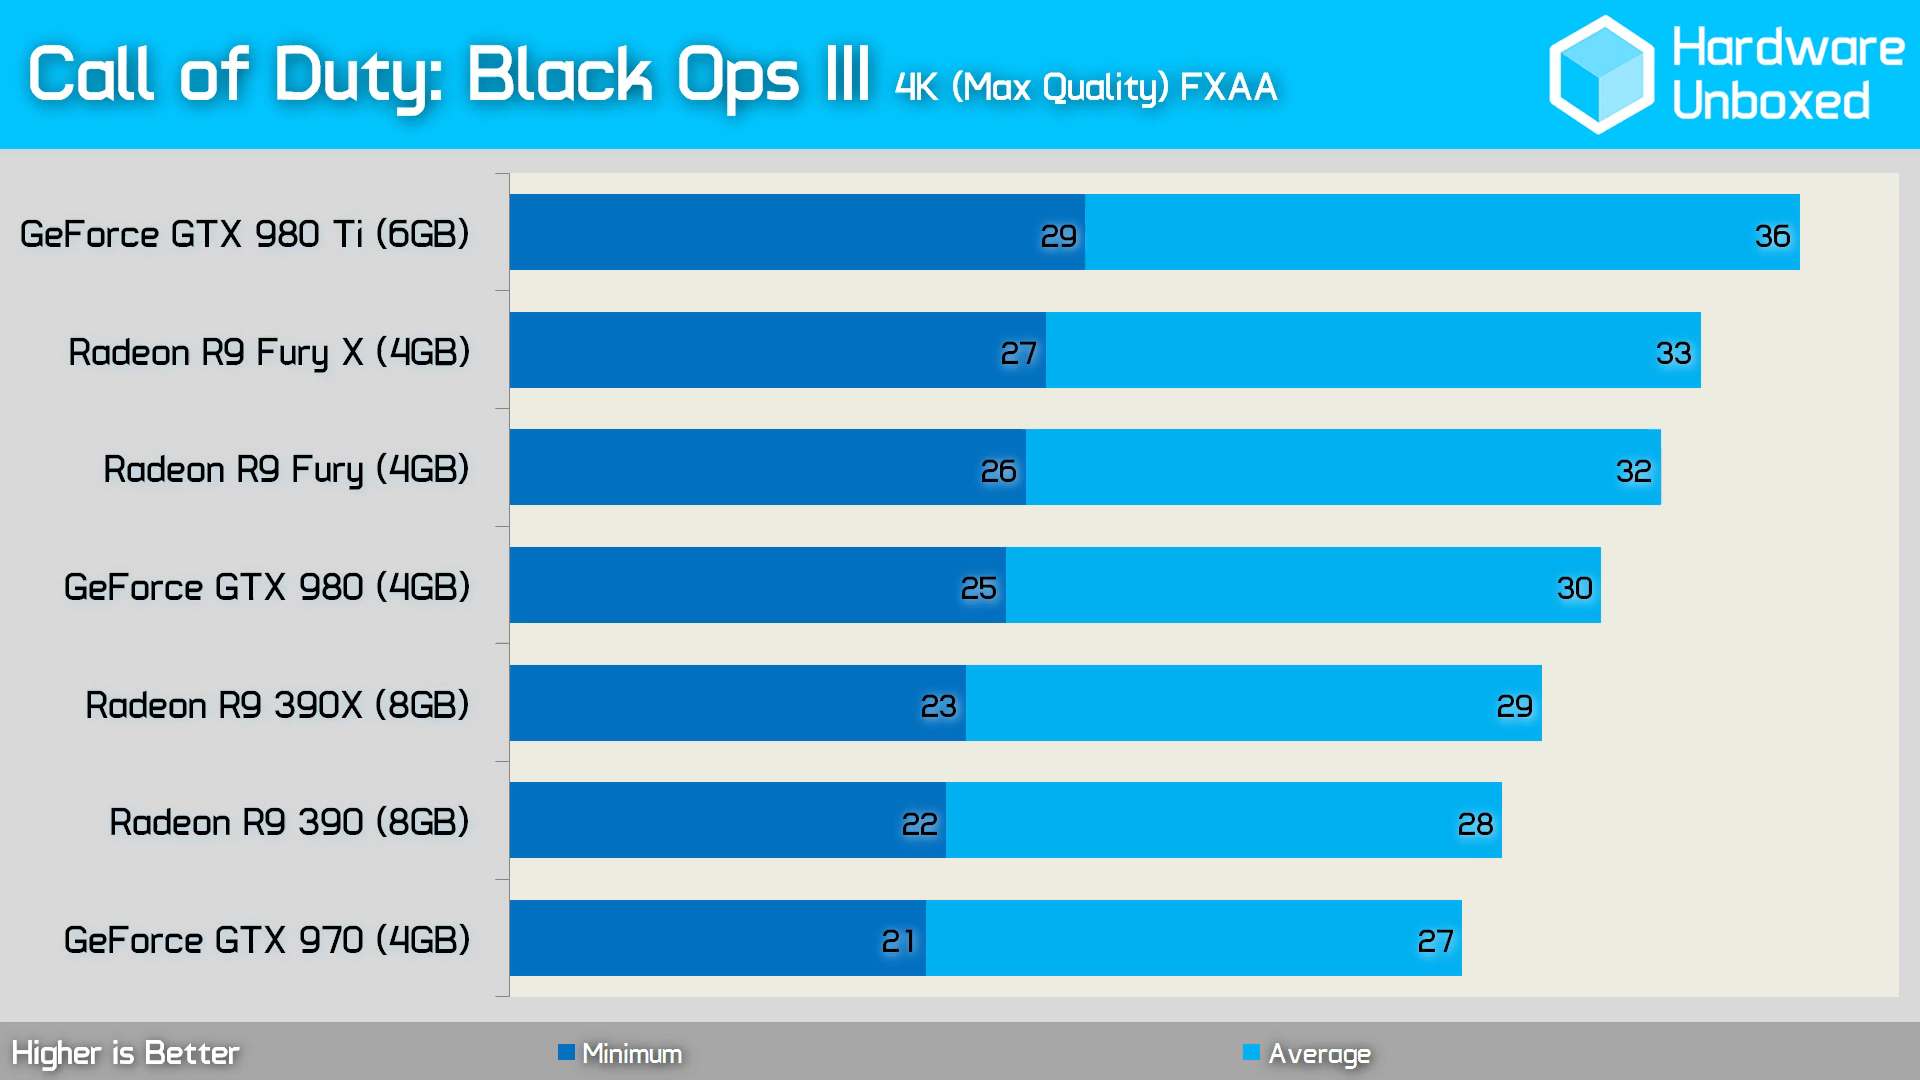 Call of Duty: Black Ops III 4K (Max Quality) FXAA
Hardware
Unboxed
GeForce GTX 980 Ti (6GB) 29 36
Radeon R9 Fury X (4GB) 27 33
Radeon R9 Fury (4GB) 26 32
GeForce GTX 980 (4GB) 25 30
Radeon R9 390X (8GB) 23 29
Radeon R9 390 (8GB) 22 28
GeForce GTX 970 (4GB) 21 27
Higher is Better Minimum Average